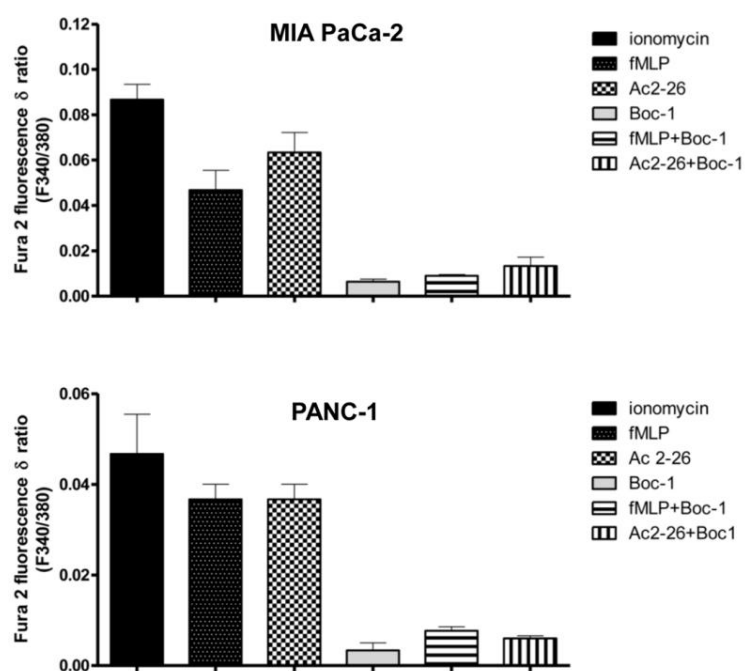 MIA PaCa-2
Fura 2 fluorescence δ ratio
(F340/380)
0.12
0.10
0.08
0.06
0.04
0.02
0.00
ionomycin
fMLP
Ac2-26
Boc-1
fMLP+Boc-1
Ac2-26+Boc-1
PANC-1
Fura 2 fluorescence δ ratio
(F340/380)
0.06
0.04
0.02
0.00
ionomycin
fMLP
Ac 2-26
Boc-1
fMLP+Boc-1
Ac2-26+Boc1